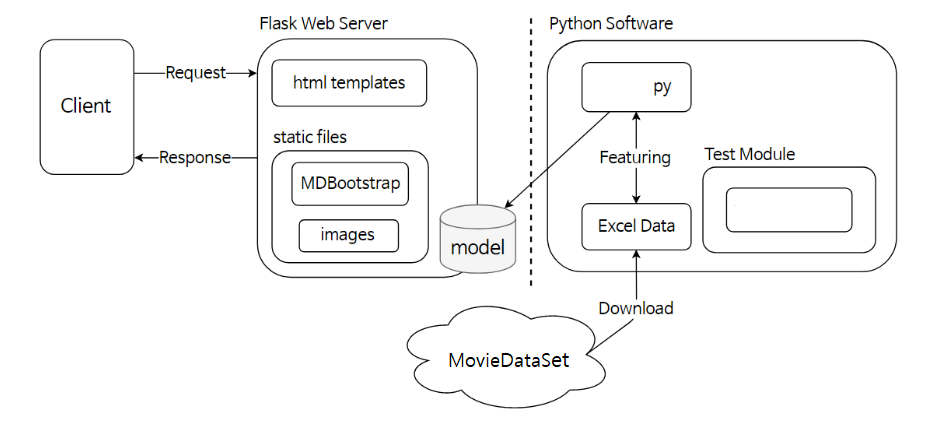 Flask Web Server
Python Software
Client
Request
Response
html templates
static files
MDBootstrap
images
model
py
Featuring
Excel Data
Test Module
Download
MovieDataSet